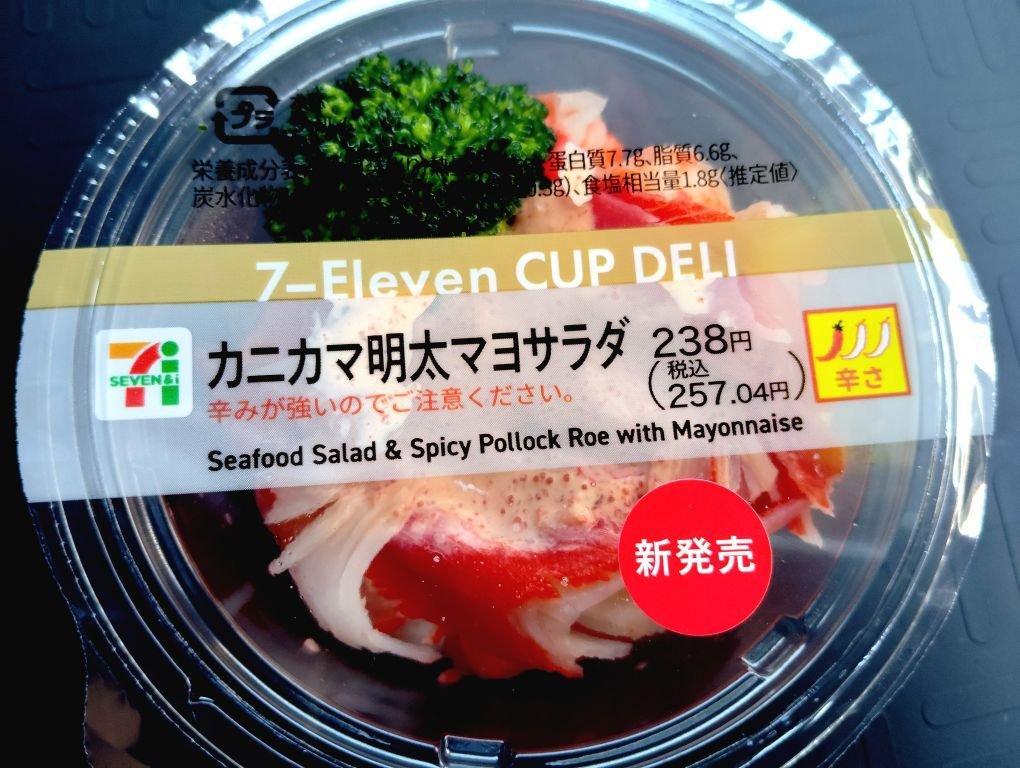 プラ
栄養成分表 蛋白質7.7g、脂質6.6g、
炭水化物 食塩相当量1.8g〈推定値〉
7-Eleven CUP DELI
SEVEN&i
カニカマ明太マヨサラダ
238円
(税込
257.04円)
辛さ
辛みが強いのでご注意ください。
Seafood Salad & Spicy Pollock Roe with Mayonnaise
新発売